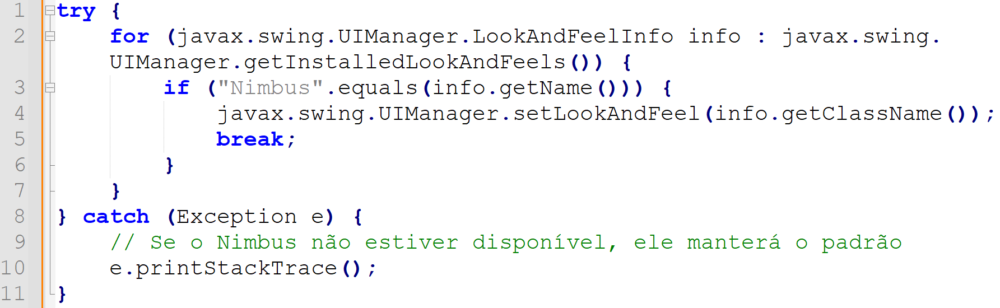 1 try {
2 for (javax.swing.UIManager.LookAndFeelInfo info : javax.swing.
UIManager.getInstalledLookAndFeels()) {
3 if ("Nimbus".equals(info.getName())) {
4 javax.swing.UIManager.setLookAndFeel(info.getClassName());
5 break;
6 }
7 }
8 } catch (Exception e) {
9 // Se o Nimbus não estiver disponível, ele manterá o padrão
10 e.printStackTrace();
11 }